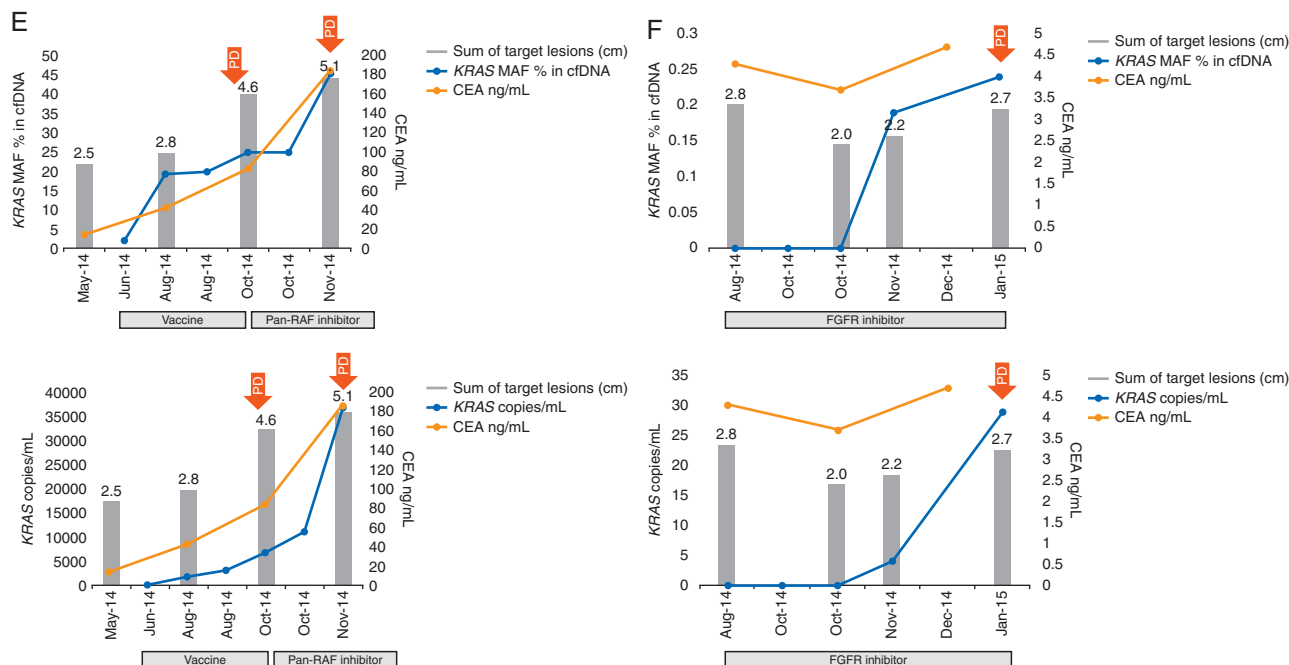 E
PD
PD
50
45
40
35
30
25
20
15
10
5
0
KRAS MAF % in cfDNA
2.5
2.8
4.6
5.1
200
180
160
140
120
100
80
60
40
20
0
CEA ng/mL
Sum of target lesions (cm)
KRAS MAF % in cfDNA
CEA ng/mL
May-14
Jun-14
Aug-14
Aug-14
Oct-14
Oct-14
Nov-14
Vaccine
Pan-RAF inhibitor
F
PD
0.3
0.25
0.2
0.15
0.1
0.05
0
KRAS MAF % in cfDNA
2.8
2.0
2.2
2.7
5
4.5
4
3.5
3
2.5
2
1.5
1
0.5
0
CEA ng/mL
Sum of target lesions (cm)
KRAS MAF % in cfDNA
CEA ng/mL
Aug-14
Oct-14
Oct-14
Nov-14
Dec-14
Jan-15
FGFR inhibitor
PD
PD
40000
35000
30000
25000
20000
15000
10000
5000
0
KRAS copies/mL
2.5
2.8
4.6
5.1
200
180
160
140
120
100
80
60
40
20
0
CEA ng/mL
Sum of target lesions (cm)
KRAS copies/mL
CEA ng/mL
May-14
Jun-14
Aug-14
Aug-14
Oct-14
Oct-14
Nov-14
Vaccine
Pan-RAF inhibitor
PD
35
30
25
20
15
10
5
0
KRAS copies/mL
2.8
2.0
2.2
2.7
5
4.5
4
3.5
3
2.5
2
1.5
1
0.5
0
CEA ng/mL
Sum of target lesions (cm)
KRAS copies/mL
CEA ng/mL
Aug-14
Oct-14
Oct-14
Nov-14
Dec-14
Jan-15
FGFR inhibitor